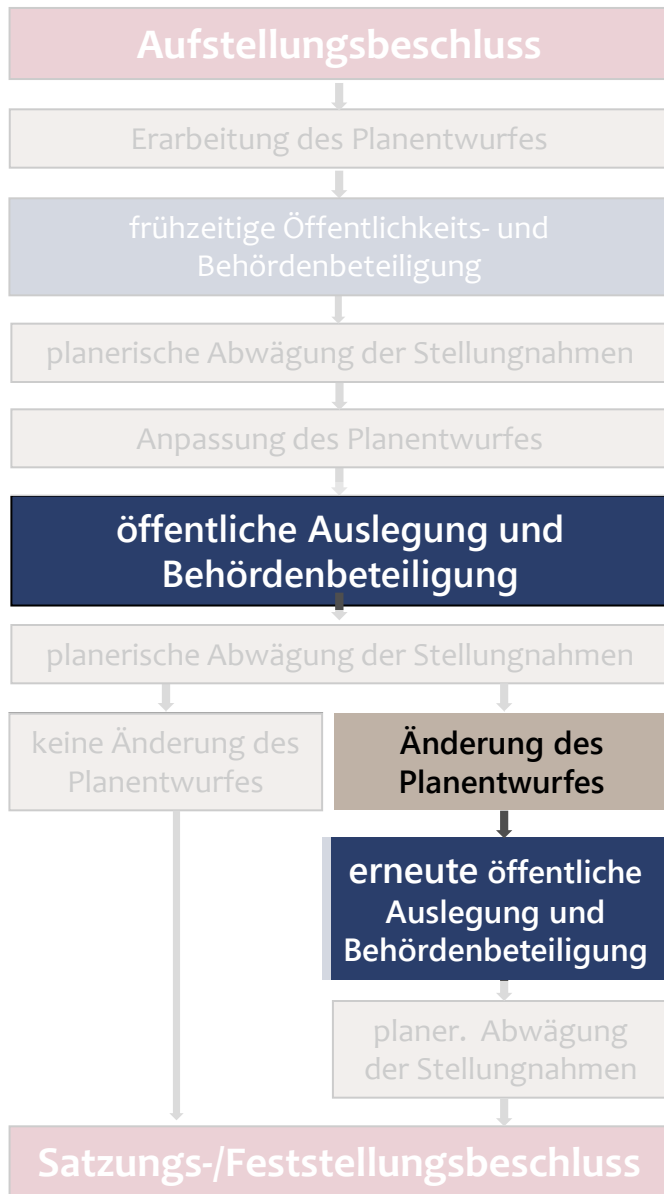 Aufstellungsbeschluss
Erarbeitung des Planentwurfes
frühzeitige Öffentlichkeits- und
Behördenbeteiligung
planerische Abwägung der Stellungnahmen
Anpassung des Planentwurfes
öffentliche Auslegung und
Behördenbeteiligung
planerische Abwägung der Stellungnahmen
keine Änderung des
Planentwurfes
Änderung des
Planentwurfes
erneute öffentliche
Auslegung und
Behördenbeteiligung
planer. Abwägung
der Stellungnahmen
Satzungs-/Feststellungsbeschluss